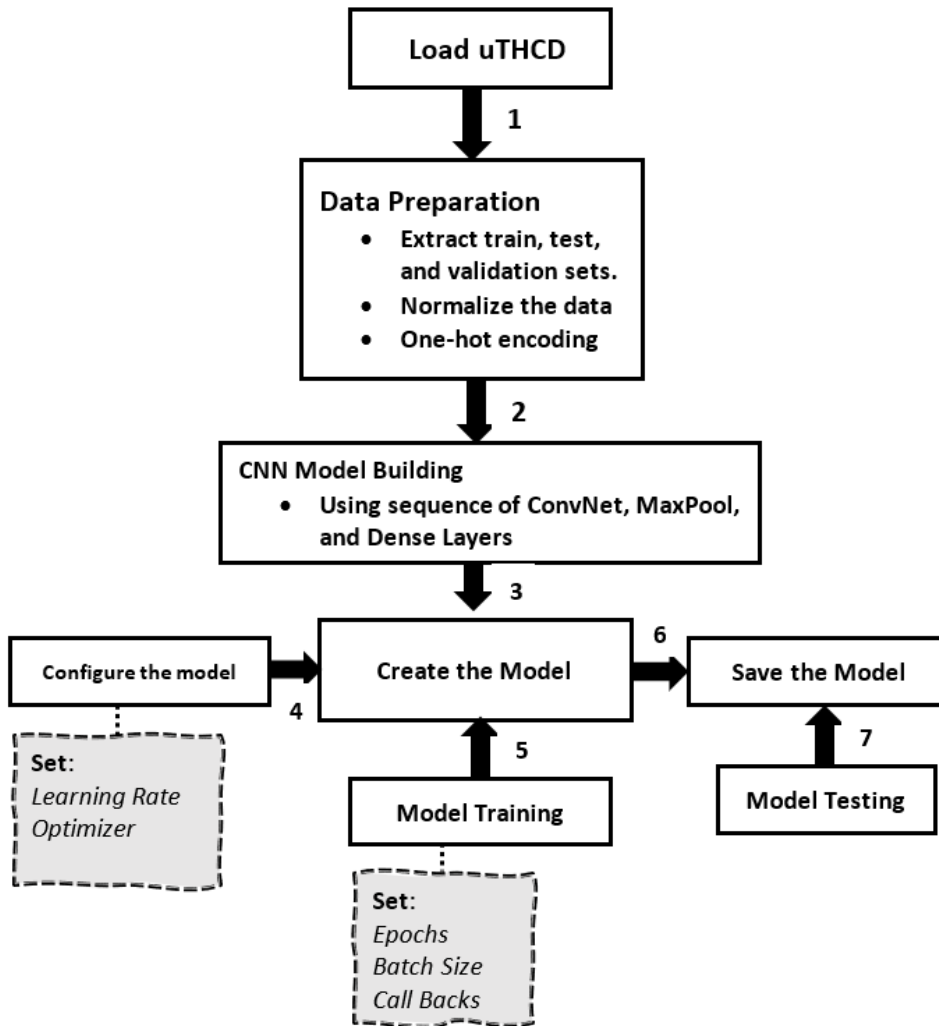 Load uTHCD
1
Data Preparation
• Extract train, test,
and validation sets.
• Normalize the data
• One-hot encoding
2
CNN Model Building
• Using sequence of ConvNet, MaxPool,
and Dense Layers
3
Configure the model
4
Create the Model
6
Save the Model
Set:
Learning Rate
Optimizer
5
7
Model Training
Model Testing
Set:
Epochs
Batch Size
Call Backs